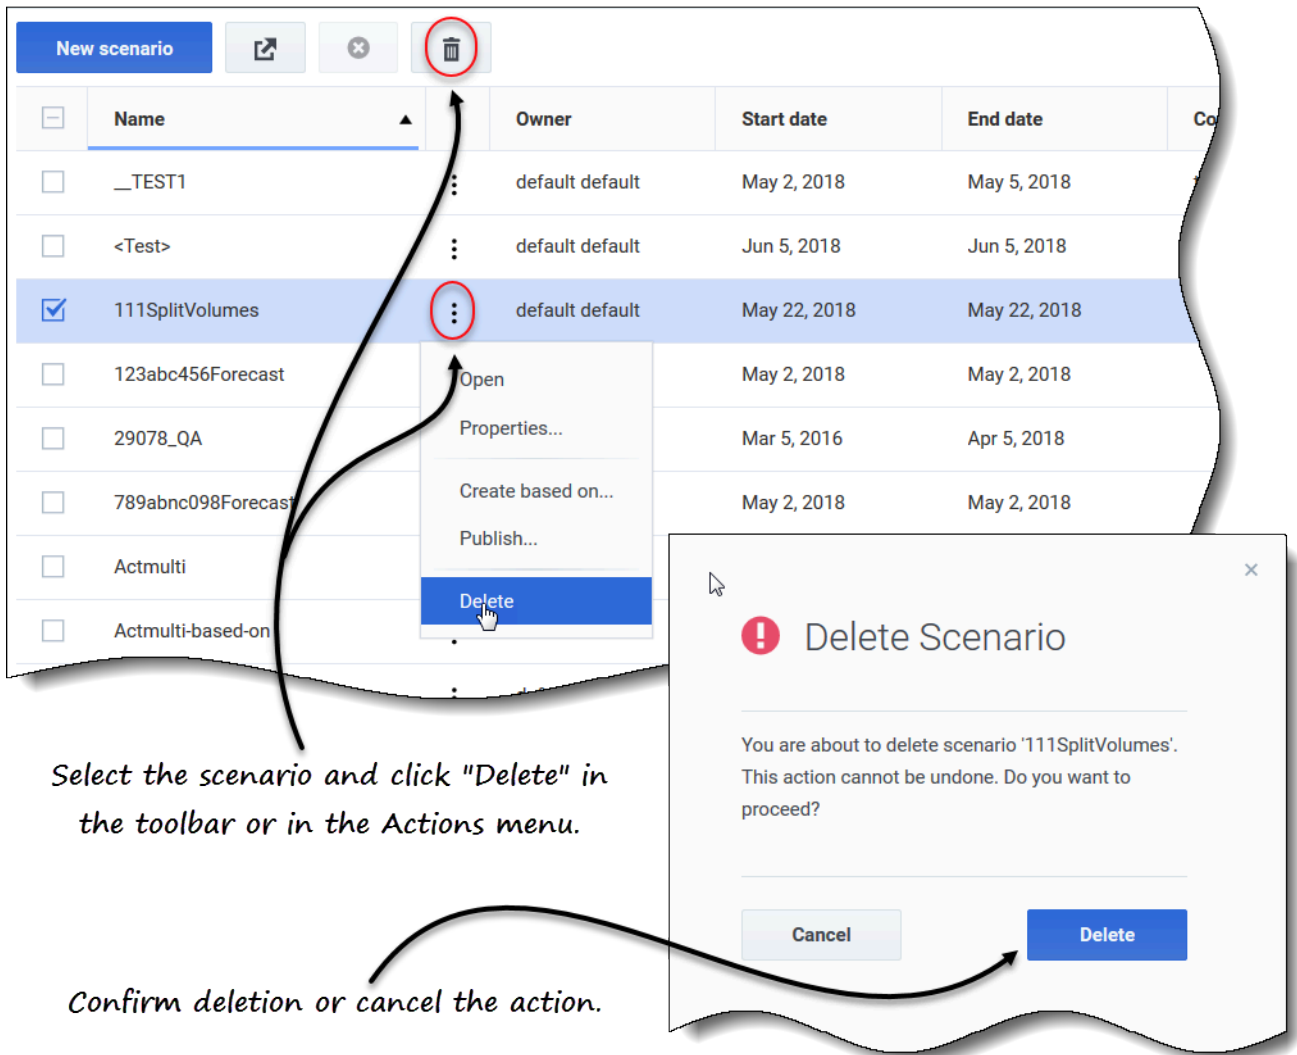 New scenario
Name Owner Start date End date Co
__TEST1 default default May 2, 2018 May 5, 2018
<Test> default default Jun 5, 2018 Jun 5, 2018
111SplitVolumes default default May 22, 2018 May 22, 2018
123abc456Forecast May 2, 2018 May 2, 2018
29078_QA Mar 5, 2016 Apr 5, 2018
789abnc098Forecast May 2, 2018 May 2, 2018
Actmulti
Actmulti-based-on
Open
Properties...
Create based on...
Publish...
Delete
Delete Scenario
You are about to delete scenario '111SplitVolumes'.
This action cannot be undone. Do you want to
proceed?
Cancel Delete
Select the scenario and click "Delete" in
the toolbar or in the Actions menu.
Confirm deletion or cancel the action.